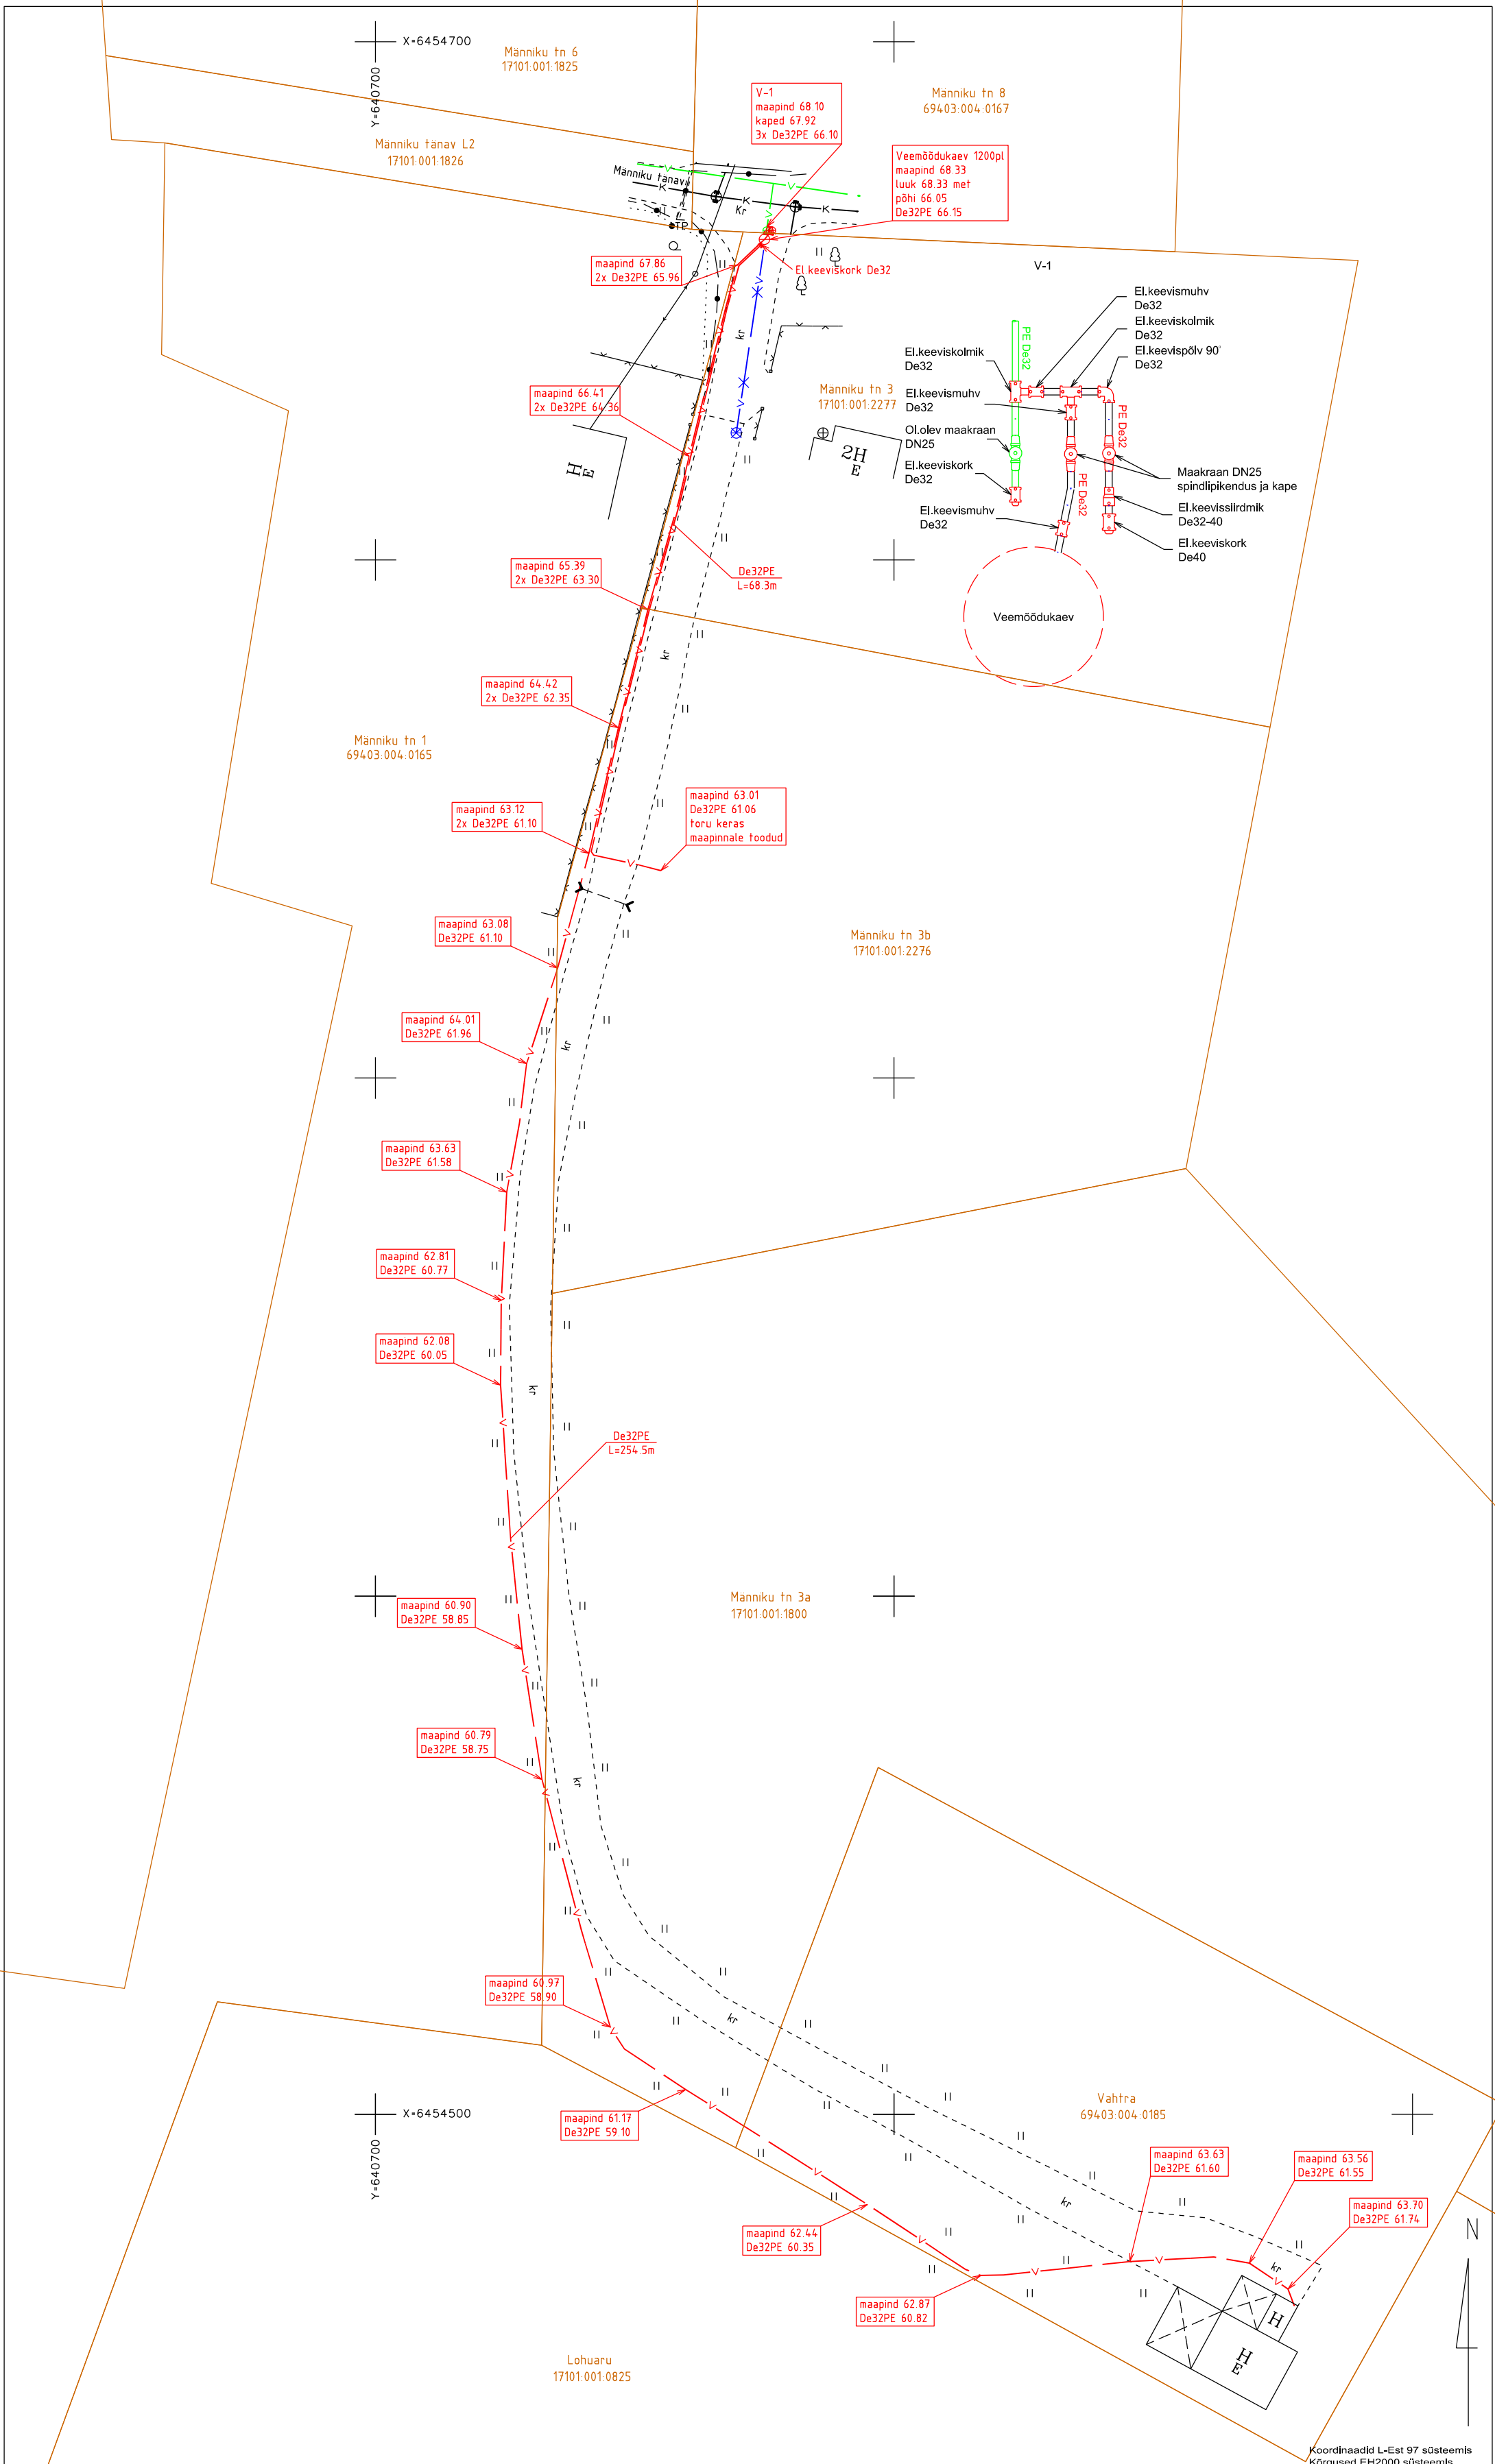 X=6454700
Y=640700
Männiku tn 6
17101:001:1825
Männiku tn 8
69403:004:0167
Männiku tänav L2
17101:001:1826
V-1
maapind 68.10
kaped 67.92
3x De32PE 66.10
Veemõõdukaev 1200pl
maapind 68.33
luuk 68.33 met
põhi 66.05
De32PE 66.15
Männiku tänav
K
K
Kr
K
V
V
TP
maapind 67.86
2x De32PE 65.96
El.keeviskork De32
V-1
kr
El.keevismuhv
De32
El.keeviskolmik
De32
El.keevispõlv 90°
De32
PE De32
El.keeviskolmik
De32
Männiku tn 3
17101:001:2277
El.keevismuhv
De32
PE De32
Ol.olev maakraan
DN25
El.keeviskork
De32
PE De32
Maakraan DN25
spindlipikendus ja kape
El.keevissiirdmik
De32-40
El.keevismuhv
De32
El.keeviskork
De40
Veemõõdukaev
maapind 66.41
2x De32PE 64.36
H
E
2H
E
maapind 65.39
2x De32PE 63.30
De32PE
L=68.3m
kr
maapind 64.42
2x De32PE 62.35
Männiku tn 1
69403:004:0165
maapind 63.12
2x De32PE 61.10
maapind 63.01
De32PE 61.06
toru keras
maapinnale toodud
maapind 63.08
De32PE 61.10
Männiku tn 3b
17101:001:2276
maapind 64.01
De32PE 61.96
kr
maapind 63.63
De32PE 61.58
maapind 62.81
De32PE 60.77
maapind 62.08
De32PE 60.05
kr
De32PE
L=254.5m
maapind 60.90
De32PE 58.85
Männiku tn 3a
17101:001:1800
maapind 60.79
De32PE 58.75
kr
maapind 60.97
De32PE 58.90
kr
X=6454500
Y=640700
maapind 61.17
De32PE 59.10
Vahtra
69403:004:0185
maapind 63.63
De32PE 61.60
maapind 63.56
De32PE 61.55
maapind 63.70
De32PE 61.74
kr
maapind 62.44
De32PE 60.35
kr
N
maapind 62.87
De32PE 60.82
H
H
E
Lohuaru
17101:001:0825
Koordinaadid L-Est 97 süsteemis
Kõrgused EH2000 süsteemis